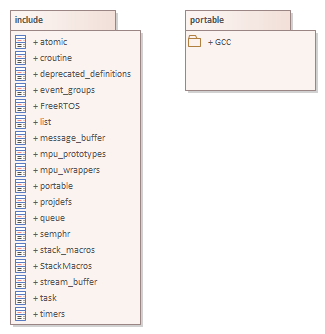 include
+ atomic
+ croutine
+ deprecated_definitions
+ event_groups
+ FreeRTOS
+ list
+ message_buffer
+ mpu_prototypes
+ mpu_wrappers
+ portable
+ projdefs
+ queue
+ semphr
+ stack_macros
+ StackMacros
+ stream_buffer
+ task
+ timers
portable
+ GCC